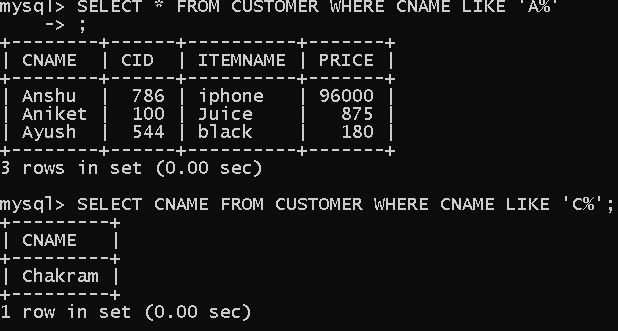 mysql> SELECT * FROM CUSTOMER WHERE CNAME LIKE 'A%'
    -> ;
+--------+------+----------+-------+
| CNAME  | CID  | ITEMNAME | PRICE |
+--------+------+----------+-------+
| Anshu  |  786 | iphone   | 96000 |
| Aniket |  100 | Juice    |   875 |
| Ayush  |  544 | black    |   180 |
+--------+------+----------+-------+
3 rows in set (0.00 sec)
mysql> SELECT CNAME FROM CUSTOMER WHERE CNAME LIKE 'C%';
+---------+
| CNAME   |
+---------+
| Chakram |
+---------+
1 row in set (0.00 sec)